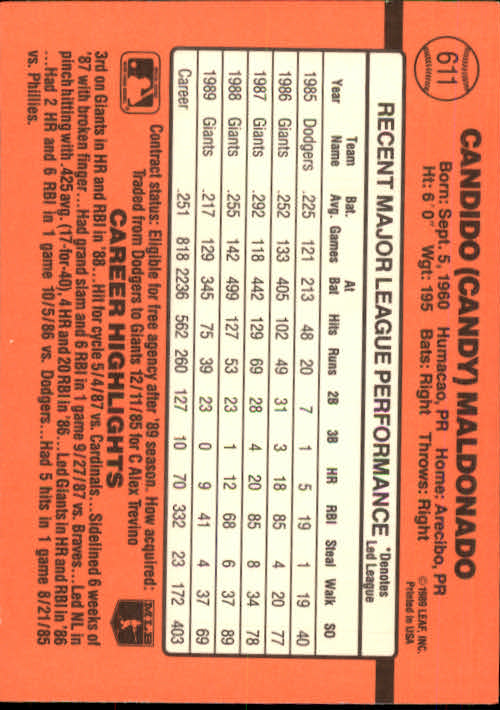 611
CANDIDO (CANDY) MALDONADO
Born: Sept. 5, 1960 Humacao, PR Home: Arecibo, PR
Ht: 6' 0" Wgt: 195 Bats: Right Throws: Right
© 1989 LEAF, INC.
Printed in USA
RECENT MAJOR LEAGUE PERFORMANCE *Denotes Led League
Year Team Name Bat. Avg. Games At Bat Hits Runs 2B 3B HR RBI Steal Walk SO
1985 Dodgers .225 121 213 48 20 7 1 5 19 1 19 40
1986 Giants .252 133 405 102 49 31 3 18 85 4 20 77
1987 Giants .292 118 442 129 69 28 4 20 85 8 34 78
1988 Giants .255 142 499 127 53 23 1 12 68 6 37 89
1989 Giants .217 129 345 75 39 23 0 9 41 4 37 69
Career .251 818 2236 562 260 127 10 70 332 23 172 403
Contract status: Eligible for free agency after '89 season. How acquired:
Traded from Dodgers to Giants 12/11/85 for C Alex Trevino
MLB
CAREER HIGHLIGHTS
3rd on Giants in HR and RBI in '88...Hit for cycle 5/4/87 vs. Cardinals...Sidelined 6 weeks of
'87 with broken finger...Had grand slam and 6 RBI in 1 game 9/27/87 vs. Braves...Led NL in
pinch hitting with .425 avg. (17-for-40), 4 HR and 20 RBI in '86...Led Giants in HR and RBI in '86
...Had 2 HR and 6 RBI in 1 game 10/5/86 vs. Dodgers...Had 5 hits in 1 game 8/21/85
vs. Phillies.